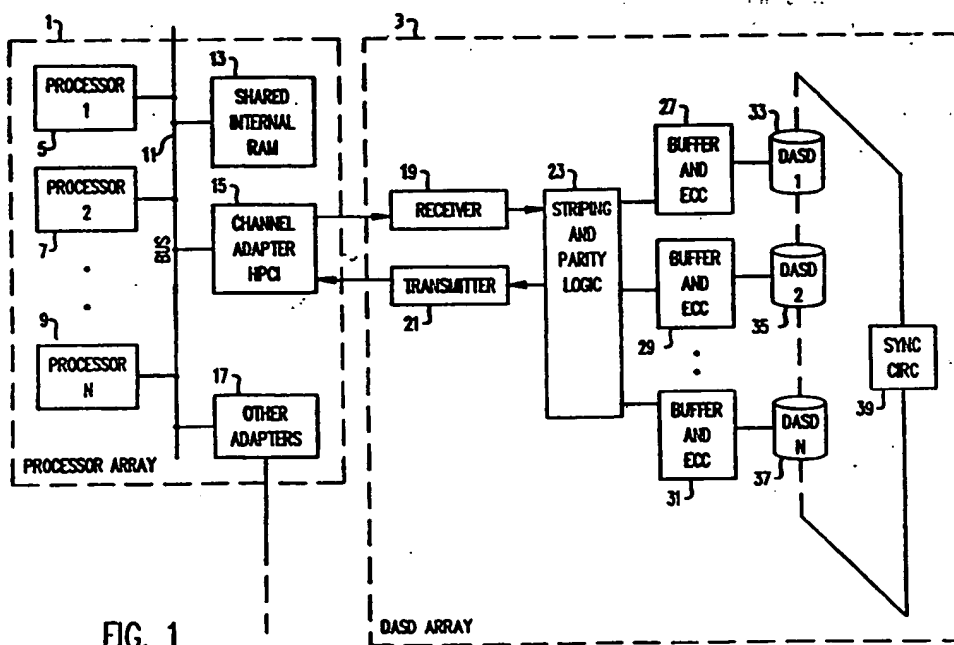 1
3
5
PROCESSOR
1
11
13
SHARED
INTERNAL
RAM
7
PROCESSOR
2
BUS
15
CHANNEL
ADAPTER
HPCI
9
PROCESSOR
N
17
OTHER
ADAPTERS
PROCESSOR ARRAY
19
RECEIVER
TRANSMITTER
21
23
STRIPING
AND
PARITY
LOGIC
27
BUFFER
AND
ECC
33
DASD
1
BUFFER
AND
ECC
29
DASD
2
35
BUFFER
AND
ECC
31
DASD
N
37
SYNC
CIRC
39
DASD ARRAY
FIG. 1